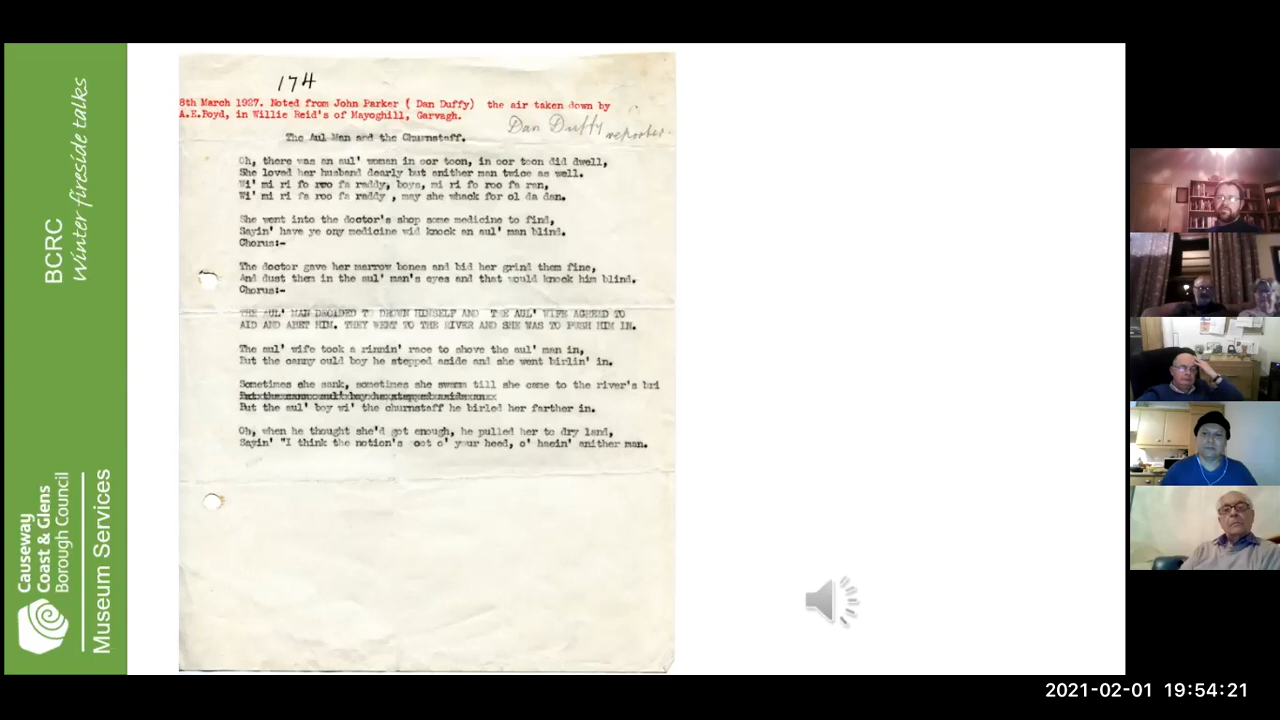 BCRC
Winter fireside talks
Causeway
Coast & Glens
Borough Council
Museum Services
174
8th March 1927. Noted from John Parker ( Dan Duffy) the air taken down by
A.E.Boyd, in Willie Reid's of Mayoghill, Garvagh.
Dan Duffy reporter.
The Aul Man and the Churnstaff.
Oh, there was an aul' woman in oor toon, in oor toon did dwell,
She loved her husband dearly but anither man twice as well.
Wi' mi ri fo roo fa raddy, boys, mi ri fo roo fa ran,
Wi' mi ri fa roo fa raddy , may she whack for ol da dan.
She went into the doctor's shop some medicine to find,
Sayin' have ye ony medicine wid knock an aul' man blind.
Chorus:-
The doctor gave her marrow bones and bid her grind them fine,
And dust them in the aul' man's eyes and that would knock him blind.
Chorus:-
THE AUL' MAN DECIDED TO DROWN HIMSELF AND THE AUL' WIFE AGREED TO
AID AND ABET HIM. THEY WENT TO THE RIVER AND SHE WAS TO PUSH HIM IN.
The aul' wife took a rinnin' race to shove the aul' man in,
But the canny ould boy he stepped aside and she went birlin' in.
Sometimes she sank, sometimes she swam till she came to the river's bri
But the aul' boy wi' the churnstaff he birled her farther in.
Oh, when he thought she'd got enough, he pulled her to dry land,
Sayin' "I think the notion's oot o' your heed, o' haein' anither man.
2021-02-01 19:54:21